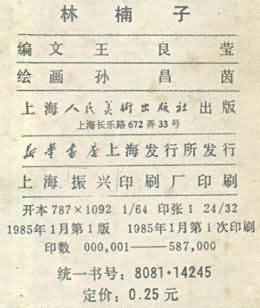 林楠子
编文王良莹
绘画孙昌茵
上海人民美術出版社出版
上海长乐路672弄33号
新華書店上海发行所发行
上海振兴印刷厂印刷
开本787×1092 1/64 印张1 24/32
1985年1月第1版 1985年1月第1次印刷
印数 000,001——587,000
统一书号：8081·14245
定价：0.25元